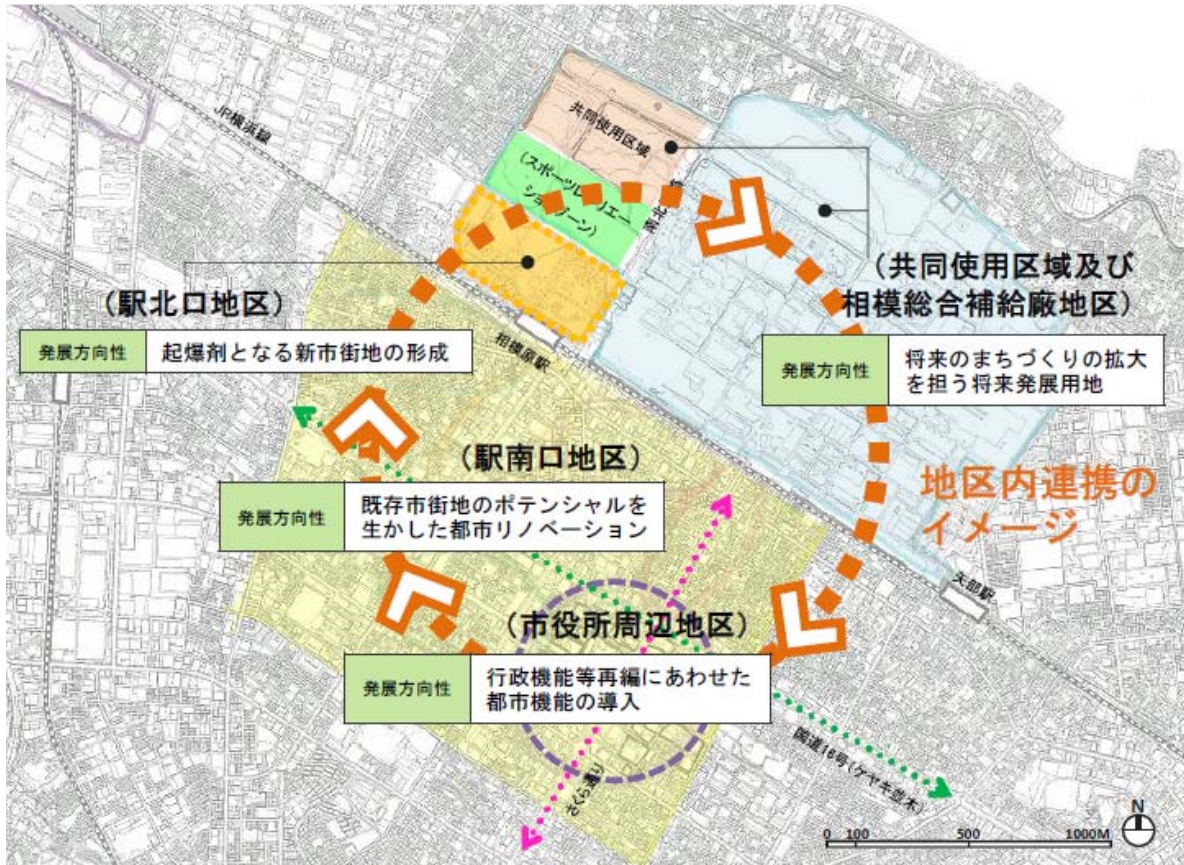 JR横浜線
共同使用区域
(スポーツレクリエー
ションゾーン)
(共同使用区域及び
相模総合補給廠地区)
発展方向性
将来のまちづくりの拡大
を担う将来発展用地
(駅北口地区)
発展方向性
起爆剤となる新市街地の形成
相模原駅
(駅南口地区)
発展方向性
既存市街地のポテンシャルを
生かした都市リノベーション
地区内連携の
イメージ
矢部駅
(市役所周辺地区)
発展方向性
行政機能等再編にあわせた
都市機能の導入
国道16号(ケヤキ並木)
さくら通り
N
0 100 500 1000M